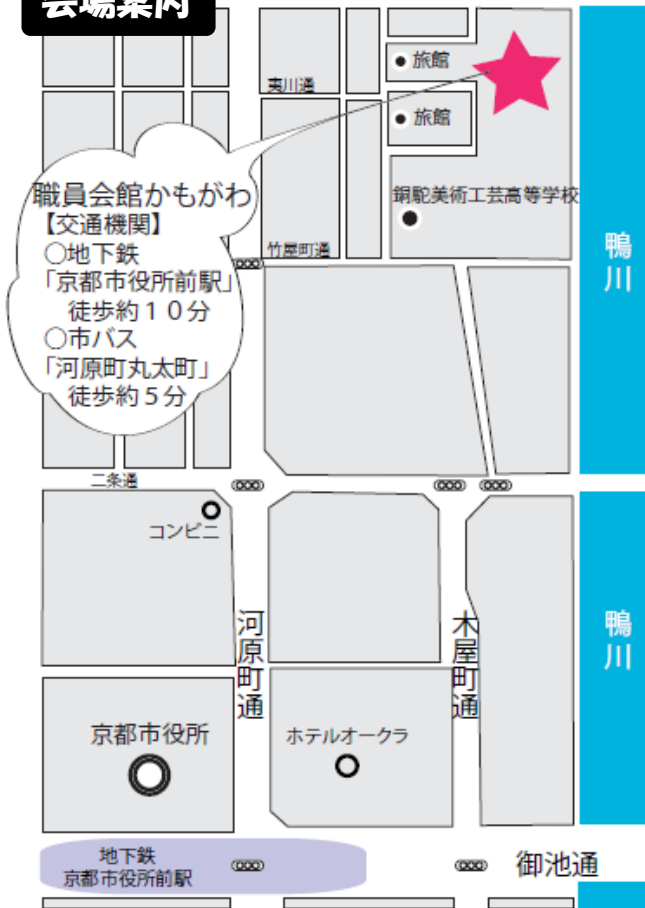 会場案内
旅館
夷川通
旅館
職員会館かもがわ
【交通機関】
○地下鉄
「京都市役所前駅」
徒歩約１０分
○市バス
「河原町丸太町」
徒歩約５分
銅駝美術工芸高等学校
竹屋町通
鴨川
二条通
コンビニ
河原町通
木屋町通
鴨川
京都市役所
ホテルオークラ
地下鉄
京都市役所前駅
御池通